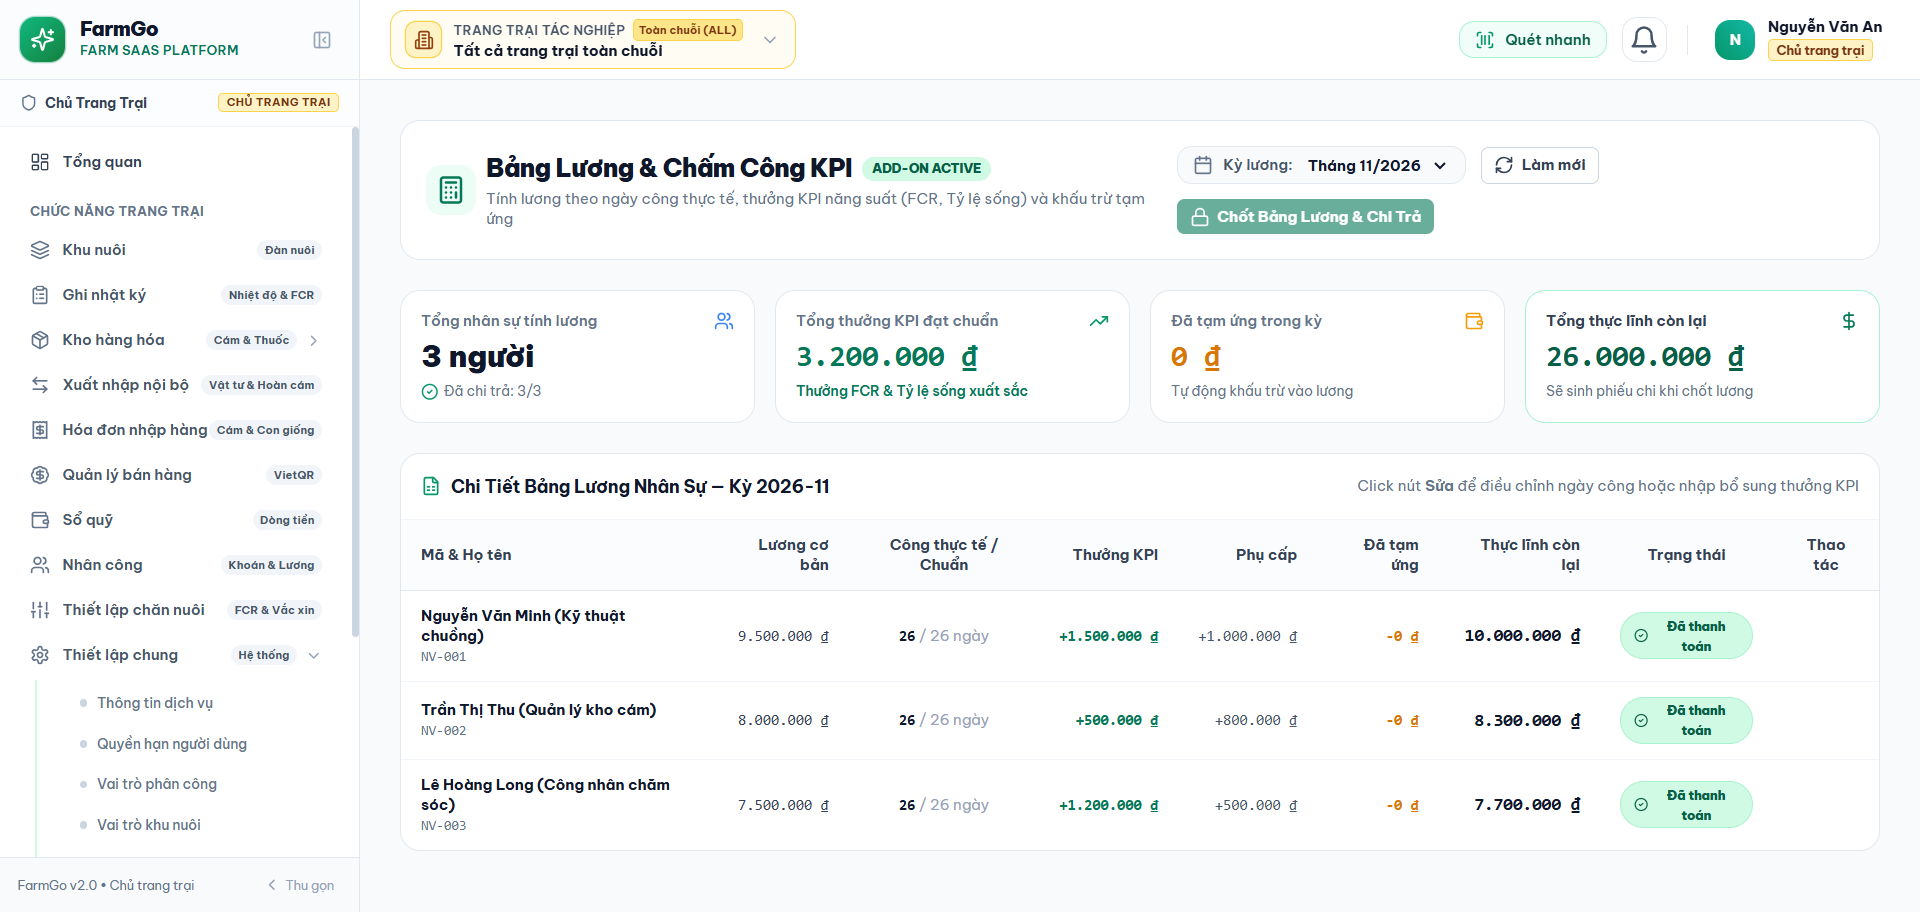 FarmGo
FARM SAAS PLATFORM
TRANG TRẠI TÁC NGHIỆP Toàn chuỗi (ALL)
Tất cả trang trại toàn chuỗi
Quét nhanh
N
Nguyễn Văn An
Chủ trang trại
Chủ Trang Trại
CHỦ TRANG TRẠI
Tổng quan
CHỨC NĂNG TRANG TRẠI
Khu nuôi Đàn nuôi
Ghi nhật ký Nhiệt độ & FCR
Kho hàng hóa Cám & Thuốc
Xuất nhập nội bộ Vật tư & Hoàn cám
Hóa đơn nhập hàng Cám & Con giống
Quản lý bán hàng VietQR
Sổ quỹ Dòng tiền
Nhân công Khoán & Lương
Thiết lập chăn nuôi FCR & Vắc xin
Thiết lập chung Hệ thống
Thông tin dịch vụ
Quyền hạn người dùng
Vai trò phân công
Vai trò khu nuôi
FarmGo v2.0 • Chủ trang trại Thu gọn
Bảng Lương & Chấm Công KPI ADD-ON ACTIVE
Tính lương theo ngày công thực tế, thưởng KPI năng suất (FCR, Tỷ lệ sống) và khấu trừ tạm
ứng
Kỳ lương: Tháng 11/2026
Làm mới
Chốt Bảng Lương & Chi Trả
Tổng nhân sự tính lương
3 người
Đã chi trả: 3/3
Tổng thưởng KPI đạt chuẩn
3.200.000 ₫
Thưởng FCR & Tỷ lệ sống xuất sắc
Đã tạm ứng trong kỳ
0 ₫
Tự động khấu trừ vào lương
Tổng thực lĩnh còn lại
26.000.000 ₫
Sẽ sinh phiếu chi khi chốt lương
Chi Tiết Bảng Lương Nhân Sự — Kỳ 2026-11
Click nút Sửa để điều chỉnh ngày công hoặc nhập bổ sung thưởng KPI
Mã & Họ tên
Lương cơ
bản
Công thực tế /
Chuẩn
Thưởng KPI
Phụ cấp
Đã tạm
ứng
Thực lĩnh còn
lại
Trạng thái
Thao
tác
Nguyễn Văn Minh (Kỹ thuật
chuồng)
NV-001
9.500.000 ₫
26 / 26 ngày
+1.500.000 ₫
+1.000.000 ₫
-0 ₫
10.000.000 ₫
Đã thanh
toán
Trần Thị Thu (Quản lý kho cám)
NV-002
8.000.000 ₫
26 / 26 ngày
+500.000 ₫
+800.000 ₫
-0 ₫
8.300.000 ₫
Đã thanh
toán
Lê Hoàng Long (Công nhân chăm
sóc)
NV-003
7.500.000 ₫
26 / 26 ngày
+1.200.000 ₫
+500.000 ₫
-0 ₫
7.700.000 ₫
Đã thanh
toán